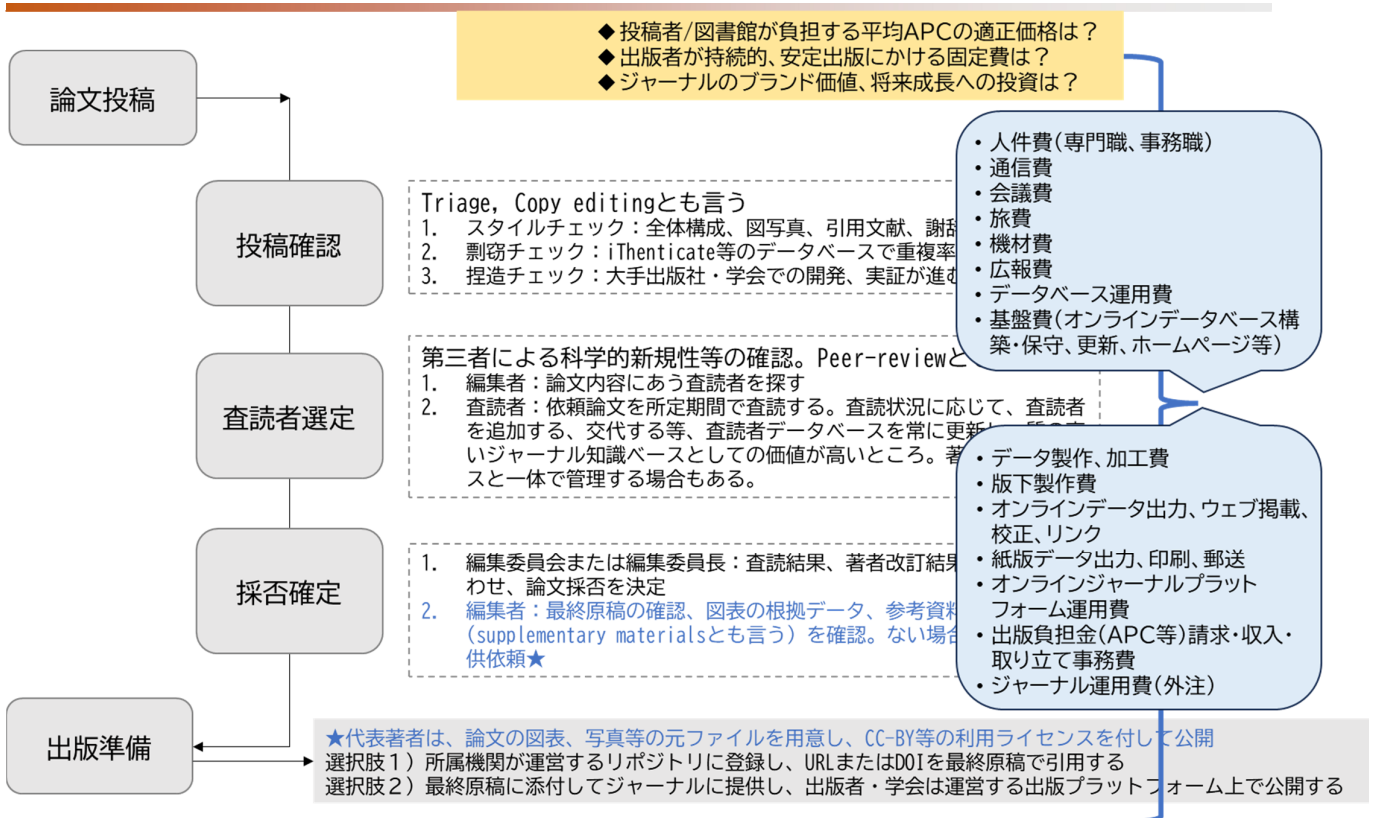 ◆投稿者/図書館が負担する平均APCの適正価格は？
◆出版者が持続的、安定出版にかける固定費は？
◆ジャーナルのブランド価値、将来成長への投資は？
論文投稿
投稿確認
Triage, Copy editingとも言う
1. スタイルチェック：全体構成、図写真、引用文献、謝辞
2. 剽窃チェック：iThenticate等のデータベースで重複率
3. 捏造チェック：大手出版社・学会での開発、実証が進む
査読者選定
第三者による科学的新規性等の確認。Peer-reviewと
1. 編集者：論文内容にあう査読者を探す
2. 査読者：依頼論文を所定期間で査読する。査読状況に応じて、査読者
を追加する、交代する等、査読者データベースを常に更新
いジャーナル知識ベースとしての価値が高いところ。著
スと一体で管理する場合もある。
採否確定
1. 編集委員会または編集委員長：査読結果、著者改訂結果
わせ、論文採否を決定
2. 編集者：最終原稿の確認、図表の根拠データ、参考資料
(supplementary materialsとも言う）を確認。ない場合
供依頼★
出版準備
★代表著者は、論文の図表、写真等の元ファイルを用意し、CC-BY等の利用ライセンスを付して公開
選択肢１）所属機関が運営するリポジトリに登録し、URLまたはDOIを最終原稿で引用する
選択肢２）最終原稿に添付してジャーナルに提供し、出版者・学会は運営する出版プラットフォーム上で公開する
・人件費（専門職、事務職）
・通信費
・会議費
・旅費
・機材費
・広報費
・データベース運用費
・基盤費（オンラインデータベース構
築・保守、更新、ホームページ等）
・データ製作、加工費
・版下製作費
・オンラインデータ出力、ウェブ掲載、
校正、リンク
・紙版データ出力、印刷、郵送
・オンラインジャーナルプラット
フォーム運用費
・出版負担金（APC等）請求・収入・
取り立て事務費
・ジャーナル運用費（外注）